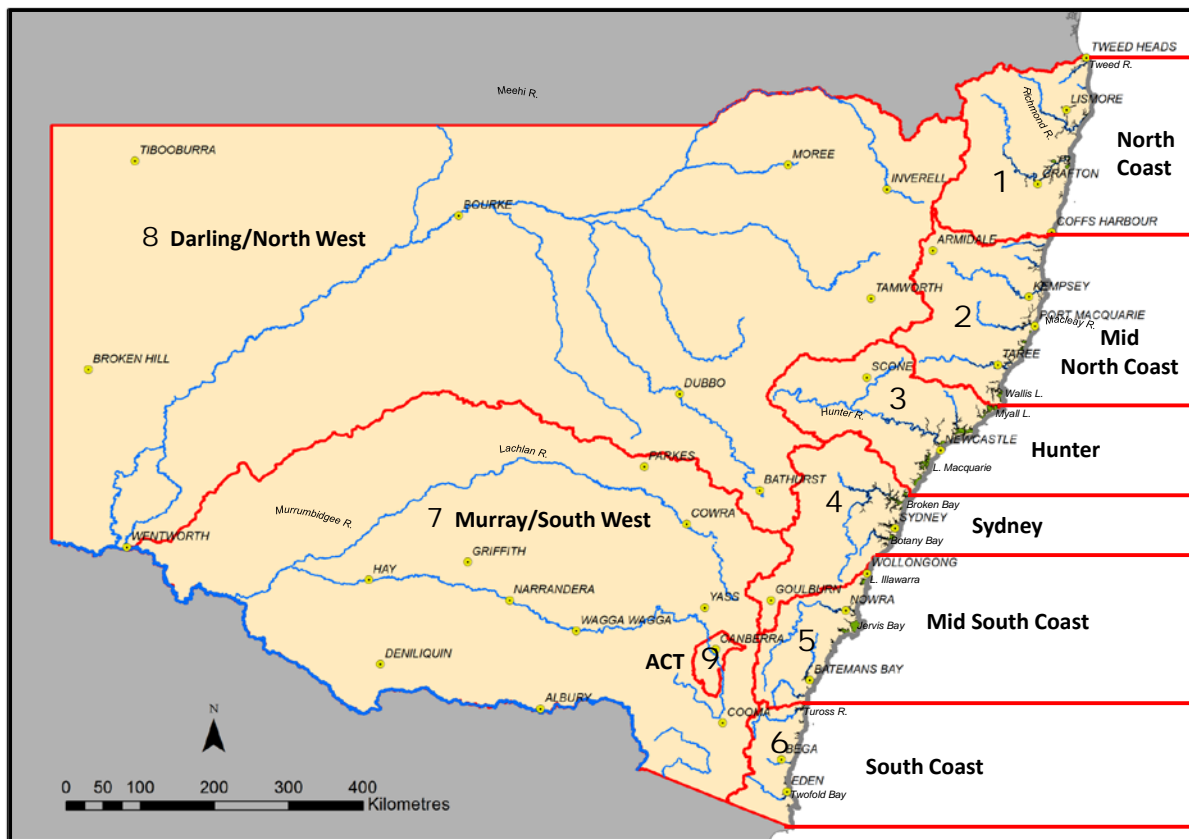 TWEED HEADS
Tweed R.
Meehi R.
LISMORE
Richmond R.
North
Coast
TIBOOBURRA
MOREE
INVERELL
1
GRAFTON
BOURKE
COFFS HARBOUR
8 Darling/North West
ARMIDALE
TAMWORTH
KEMPSEY
2
PORT MACQUARIE
Macleay R.
Mid
North Coast
BROKEN HILL
SCONE
TAREE
DUBBO
3
Wallis L.
Hunter R.
Myall L.
NEWCASTLE
Hunter
Lachlan R.
PARKES
L. Macquarie
BATHURST
4
Broken Bay
Murrumbidgee R.
7 Murray/South West
COWRA
SYDNEY
Sydney
WENTWORTH
Botany Bay
GRIFFITH
WOLLONGONG
HAY
L. Illawarra
NARRANDERA
YASS
GOULBURN
NOWRA
Mid South Coast
WAGGA WAGGA
Jervis Bay
CANBERRA
5
DENILIQUIN
ACT
9
BATEMANS BAY
ALBURY
COOMA
Tuross R.
N
6
BEGA
South Coast
EDEN
Twofold Bay
0 50 100 200 300 400
Kilometres